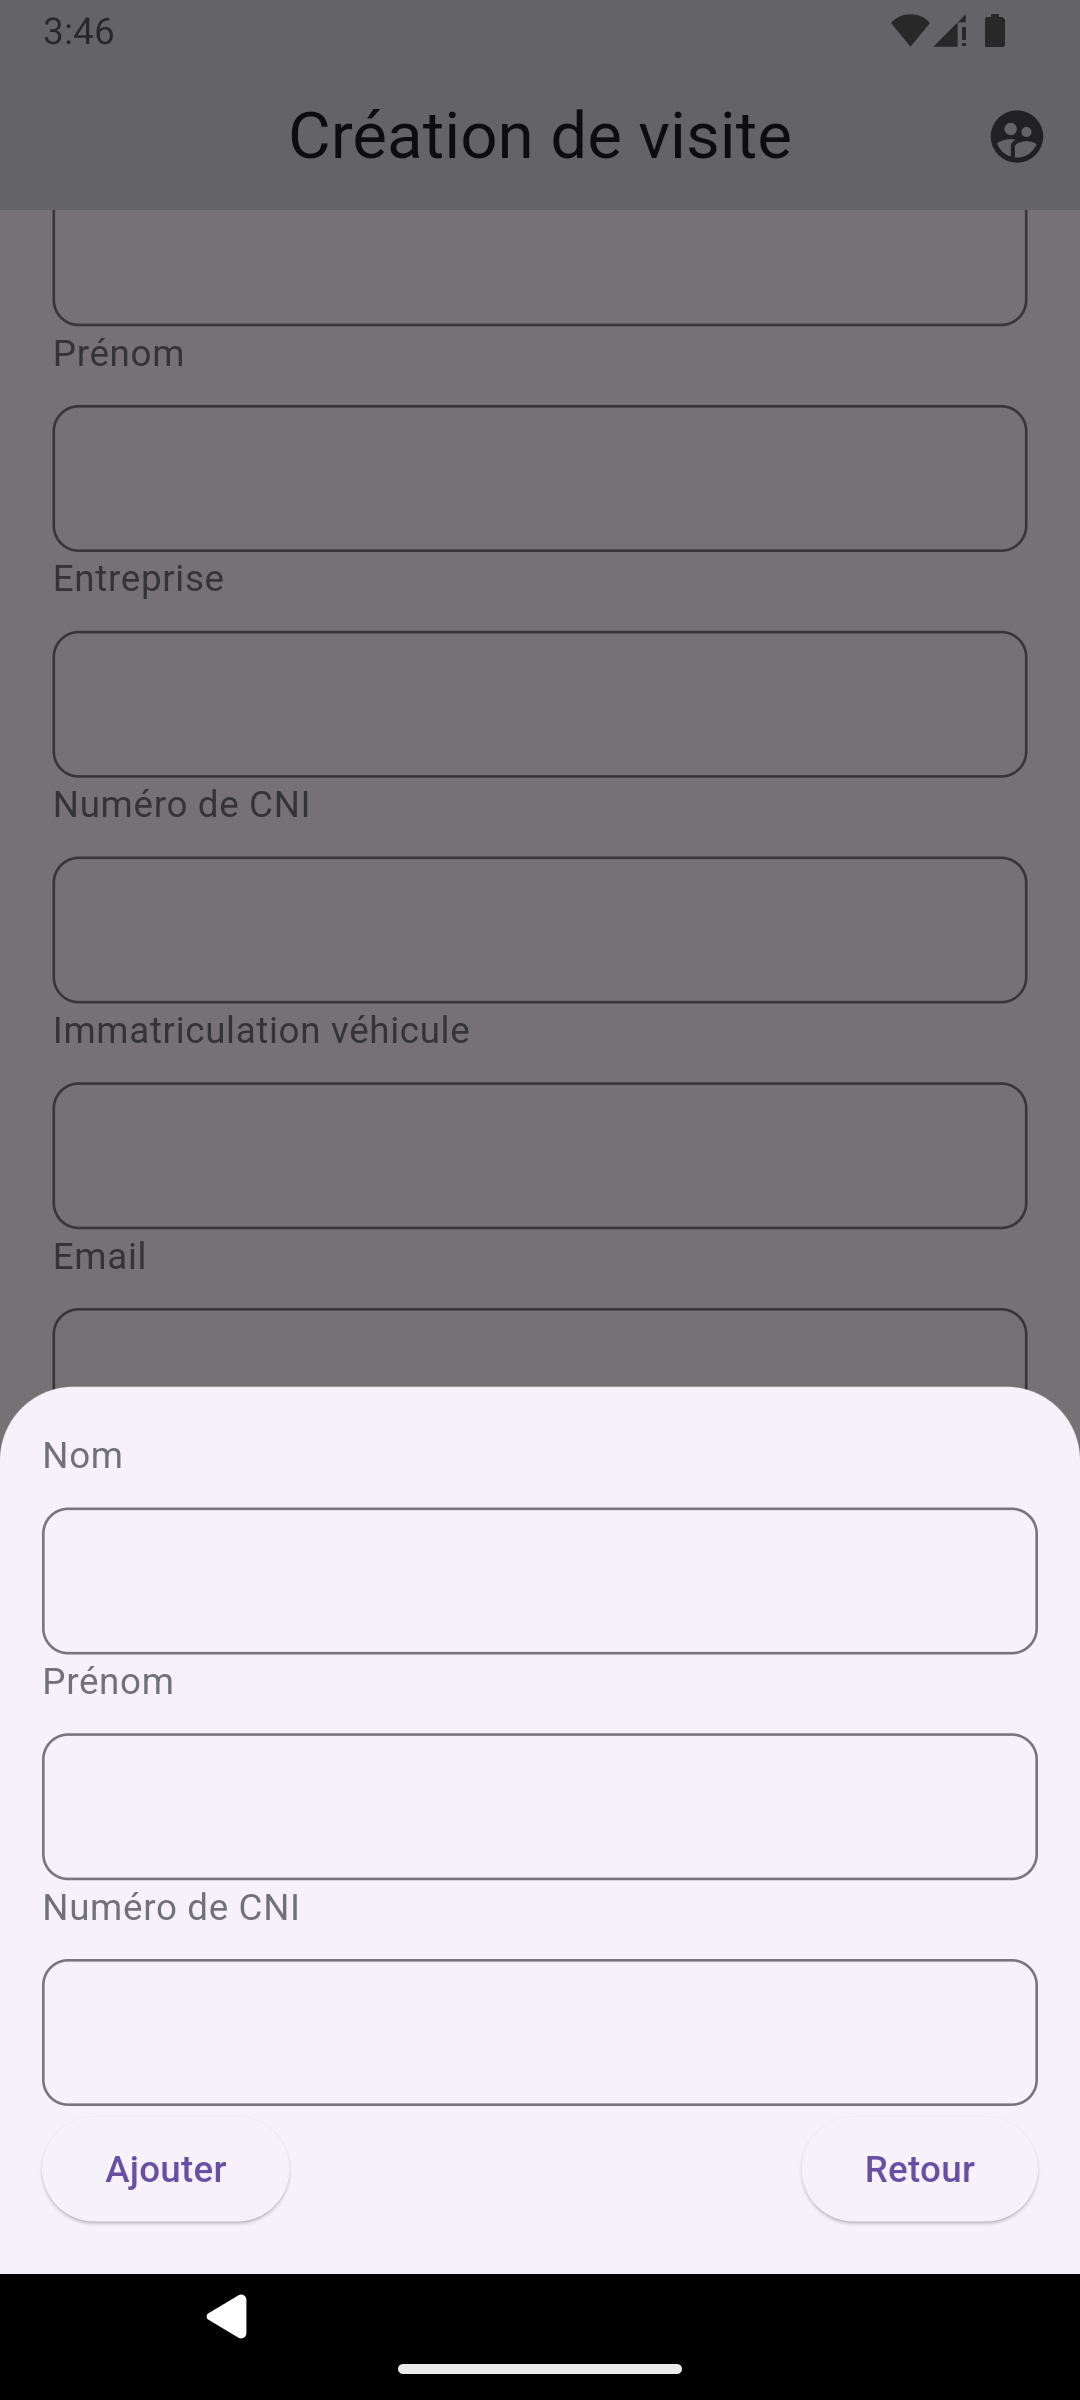 3:46
Création de visite
Prénom
Entreprise
Numéro de CNI
Immatriculation véhicule
Email
Nom
Prénom
Numéro de CNI
Ajouter
Retour